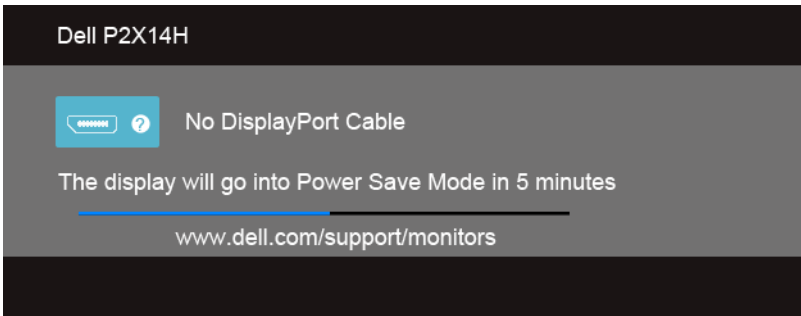 Dell P2X14H
No DisplayPort Cable
The display will go into Power Save Mode in 5 minutes
www.dell.com/support/monitors